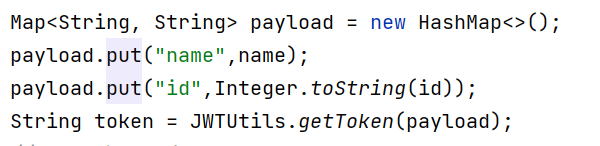 Map<String, String> payload = new HashMap<>();
payload.put("name",name);
payload.put("id",Integer.toString(id));
String token = JWTUtils.getToken(payload);